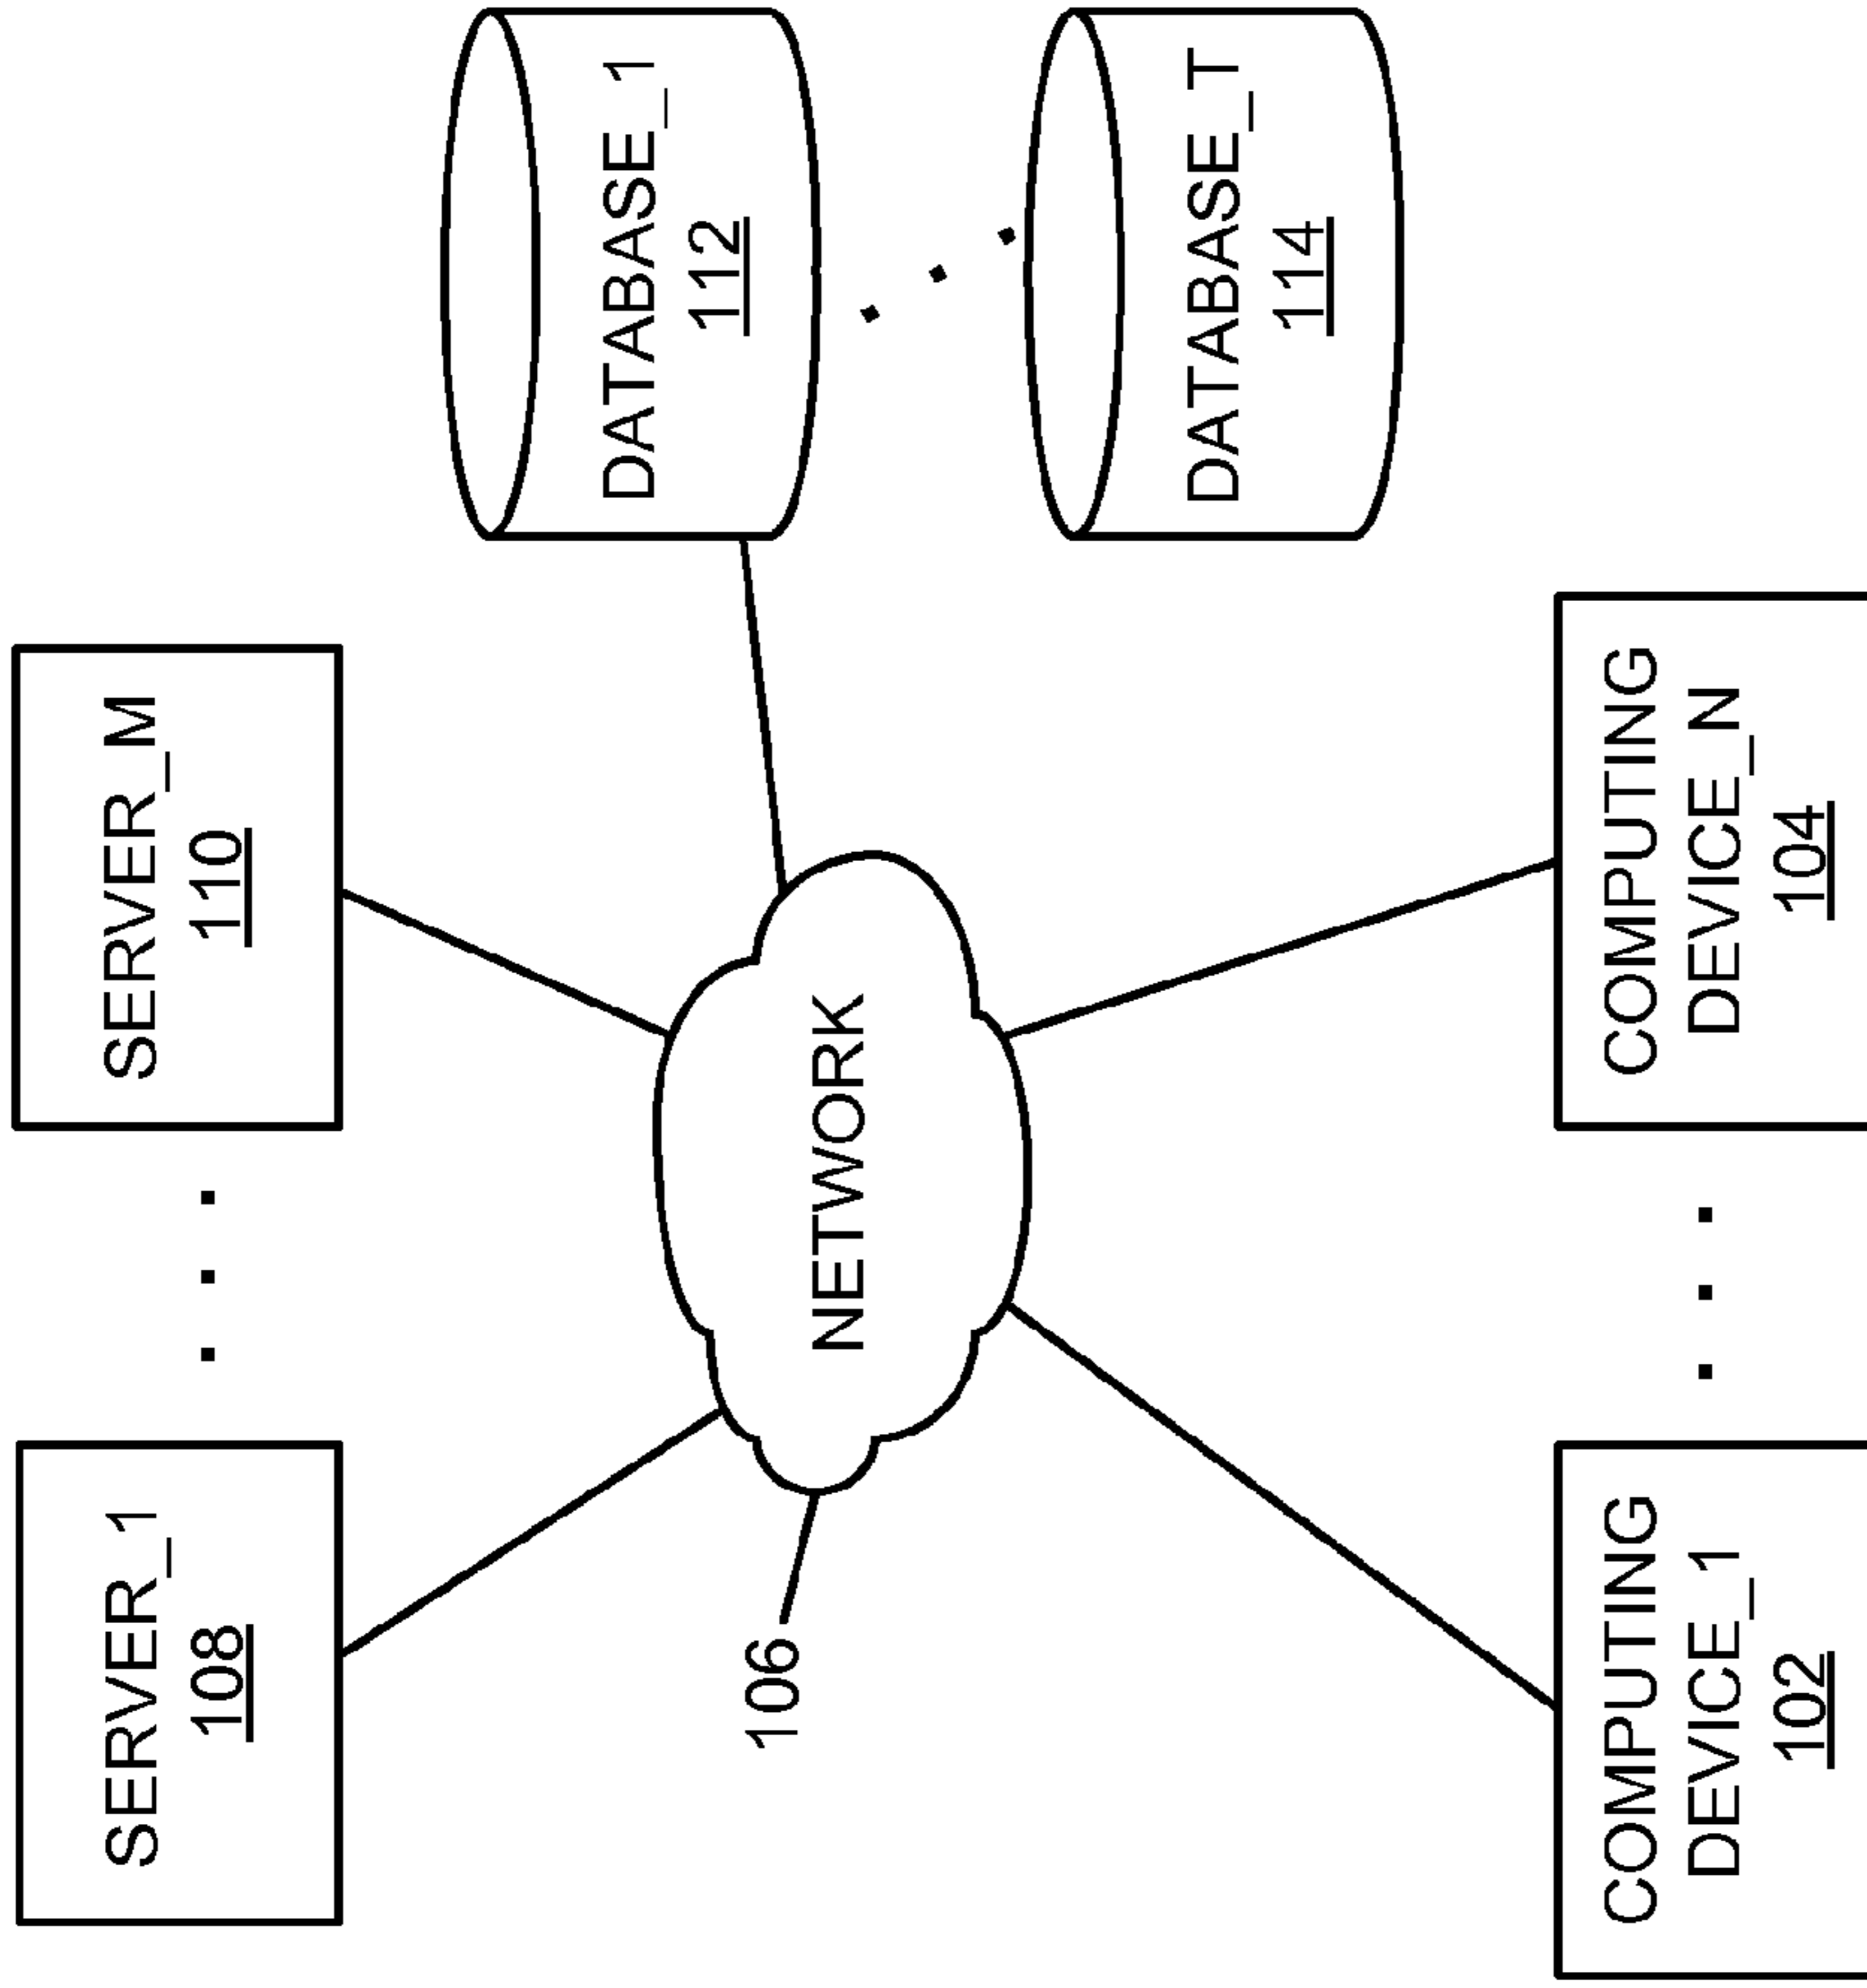 SERVER_1
108
SERVER_M
110
DATABASE_1
112
DATABASE_T
114
NETWORK
106
COMPUTING
DEVICE_1
102
COMPUTING
DEVICE_N
104